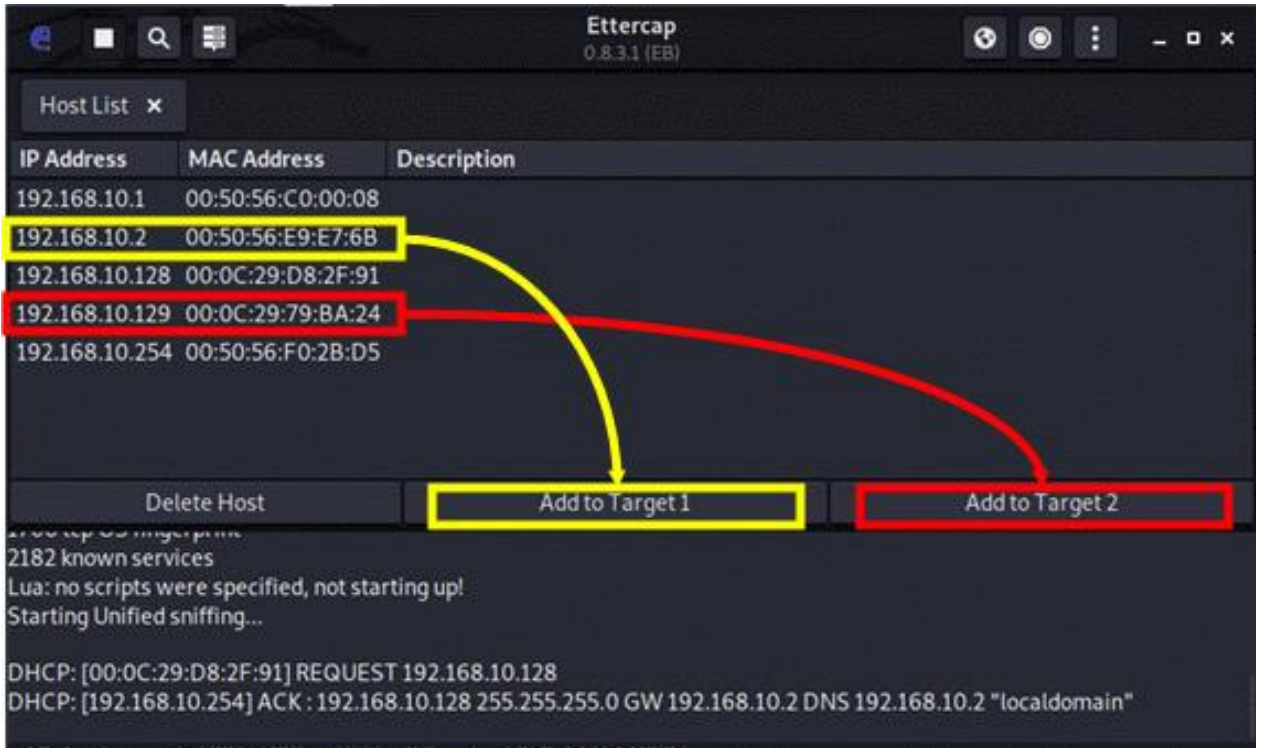 Ettercap
0.8.3.1 (EB)
Host List ×
IP Address MAC Address Description
192.168.10.1 00:50:56:C0:00:08
192.168.10.2 00:50:56:E9:E7:6B
192.168.10.128 00:0C:29:D8:2F:91
192.168.10.129 00:0C:29:79:BA:24
192.168.10.254 00:50:56:F0:2B:D5
Delete Host Add to Target 1 Add to Target 2
tcp OS fingerprint
2182 known services
Lua: no scripts were specified, not starting up!
Starting Unified sniffing...
DHCP: [00:0C:29:D8:2F:91] REQUEST 192.168.10.128
DHCP: [192.168.10.254] ACK : 192.168.10.128 255.255.255.0 GW 192.168.10.2 DNS 192.168.10.2 "localdomain"